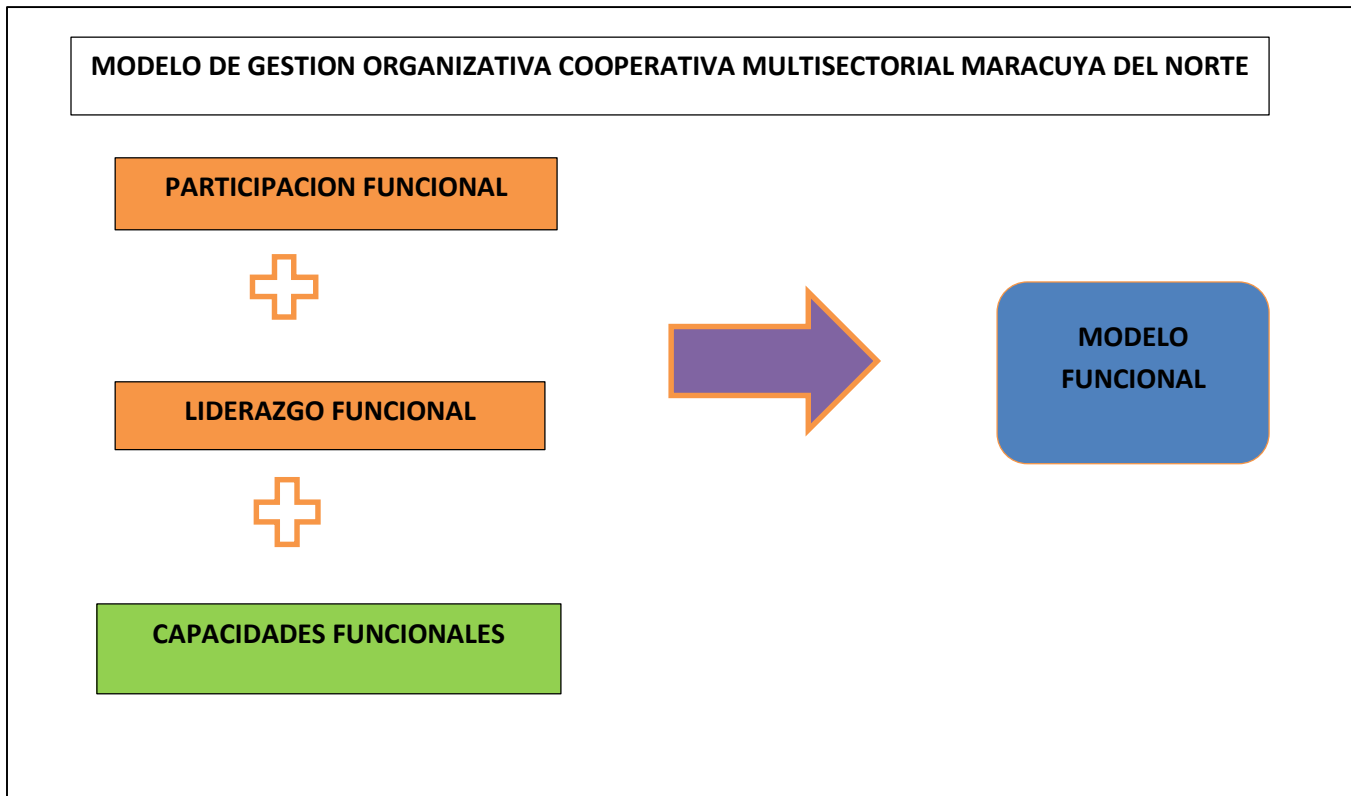 MODELO DE GESTION ORGANIZATIVA COOPERATIVA MULTISECTORIAL MARACUYA DEL NORTE
PARTICIPACION FUNCIONAL
LIDERAZGO FUNCIONAL
CAPACIDADES FUNCIONALES
MODELO
FUNCIONAL